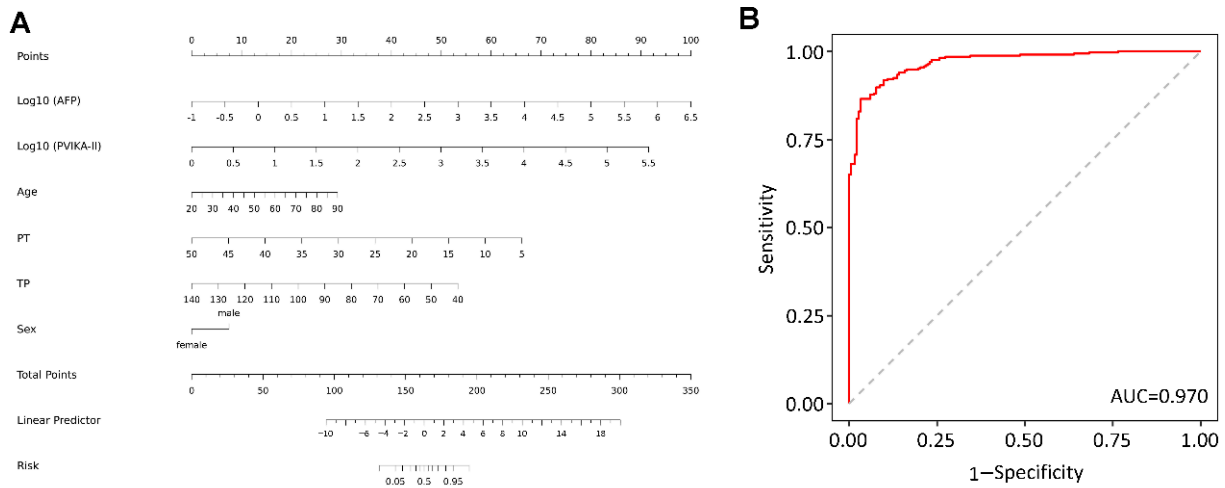 A
0 10 20 30 40 50 60 70 80 90 100
Points
Log10 (AFP)
-1 -0.5 0 0.5 1 1.5 2 2.5 3 3.5 4 4.5 5 5.5 6 6.5
Log10 (PVIKA-II)
0 0.5 1 1.5 2 2.5 3 3.5 4 4.5 5 5.5
Age
20 30 40 50 60 70 80 90
PT
50 45 40 35 30 25 20 15 10 5
TP
140 130 120 110 100 90 80 70 60 50 40
male
Sex
female
Total Points
0 50 100 150 200 250 300 350
Linear Predictor
−10 −6 −4 −2 0 2 4 6 8 10 14 18
Risk
0.05 0.5 0.95
B
1.00
0.75
0.50
0.25
0.00
Sensitivity
AUC=0.970
0.00 0.25 0.50 0.75 1.00
1−Specificity